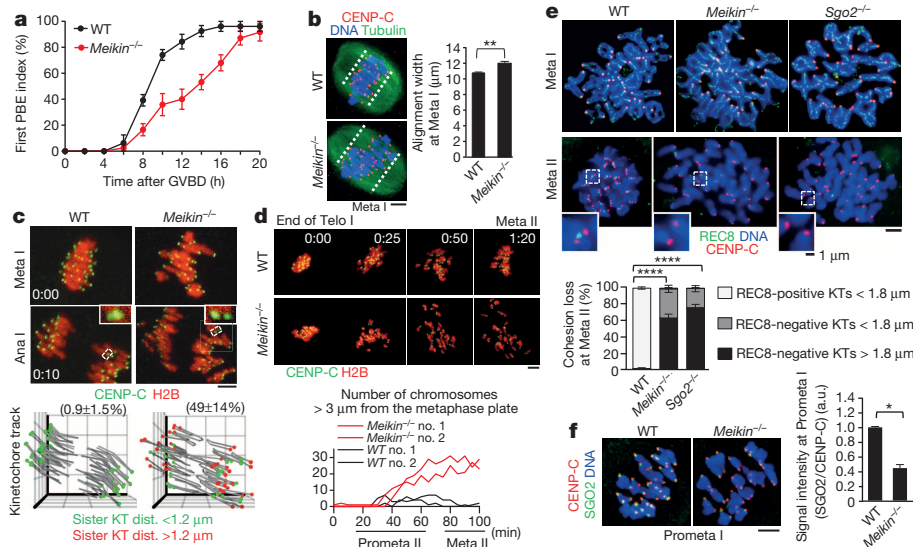 a
First PBE index (%)
100
80
60
40
20
0
0 4 8 12 16 20
Time after GVBD (h)
WT
Meikin–/–
b
CENP-C
DNA Tubulin
WT
Meikin–/–
Meta I
Alignment width
at Meta I (μm)
14
12
10
8
6
4
2
0
**
WT
Meikin–/–
c
WT Meikin–/–
Meta I
0:00
Ana I
0:10
CENP-C H2B
(0.9±1.5%) (49±14%)
Kinetochore track
Sister KT dist. <1.2 μm
Sister KT dist. >1.2 μm
d
End of Telo I Meta II
0:00 0:25 0:50 1:20
WT
Meikin–/–
CENP-C H2B
Number of chromosomes
> 3 μm from the metaphase plate
Meikin–/– no. 1
Meikin–/– no. 2
WT no. 1
WT no. 2
30
20
10
0
0 20 40 60 80 100 (min)
Prometa II Meta II
e
WT Meikin–/– Sgo2–/–
Meta I
Meta II
REC8 DNA
CENP-C
1 μm
Cohesion loss
at Meta II (%)
100
80
60
40
20
0
****
****
WT
Meikin–/–
Sgo2–/–
REC8-positive KTs < 1.8 μm
REC8-negative KTs < 1.8 μm
REC8-negative KTs > 1.8 μm
f
WT Meikin–/–
CENP-C
SGO2 DNA
Prometa I
Signal intensity at Prometa I
(SGO2/CENP-C) (a.u.)
1.4
1.2
1.0
0.8
0.6
0.4
0.2
0
*
WT
Meikin–/–